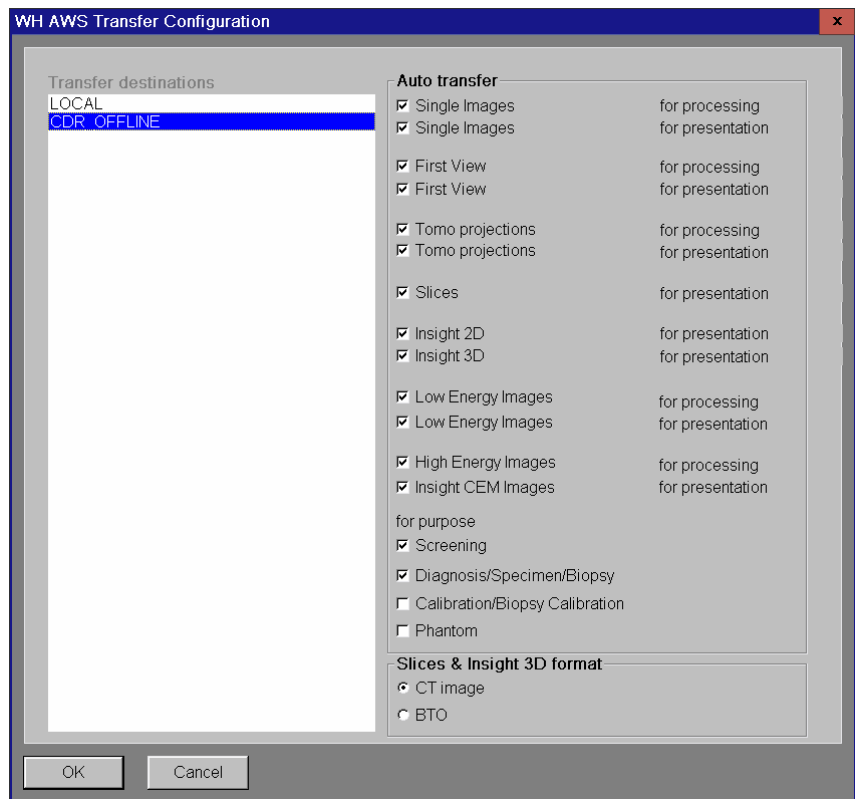 WH AWS Transfer Configuration x
Transfer destinations
LOCAL
CDR OFFLINE
Auto transfer
Single Images for processing
Single Images for presentation
First View for processing
First View for presentation
Tomo projections for processing
Tomo projections for presentation
Slices for presentation
Insight 2D for presentation
Insight 3D for presentation
Low Energy Images for processing
Low Energy Images for presentation
High Energy Images for processing
Insight CEM Images for presentation
for purpose
Screening
Diagnosis/Specimen/Biopsy
Calibration/Biopsy Calibration
Phantom
Slices & Insight 3D format
CT image
BTO
OK Cancel